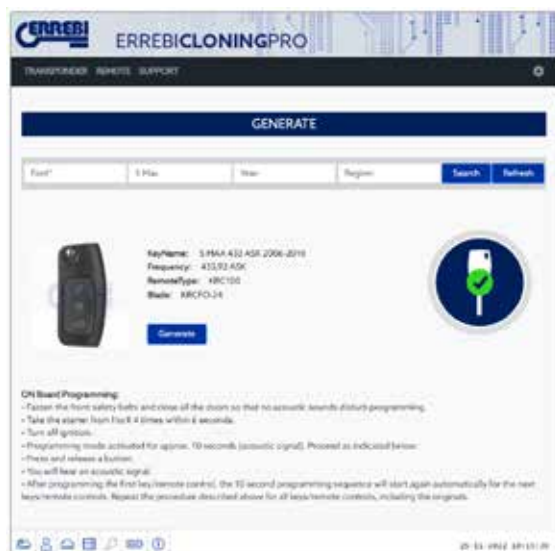 ERREBI
ERREBICLONINGPRO
TRANSPONDER REMOTE SUPPORT
GENERATE
Ford* S Max Year Region Search Refresh
KeyName: S MAX 433 ASK 2006-2010
Frequency: 433,92 ASK
RemoteType: XRC100
Blade: XRCFO-24
Generate
ON Board Programming:
- Fasten the front safety belts and close all the doors so that no acoustic sounds disturb programming.
- Take the starter from I to II 4 times within 6 seconds.
- Turn off ignition.
- Programming mode activated for approx. 10 seconds (acoustic signal). Proceed as indicated below:
- Press and release a button.
- You will hear an acoustic signal.
- After programming the first key/remote control, the 10 second programming sequence will start again automatically for the next
keys/remote controls. Repeat the procedure described above for all keys/remote controls, including the originals.